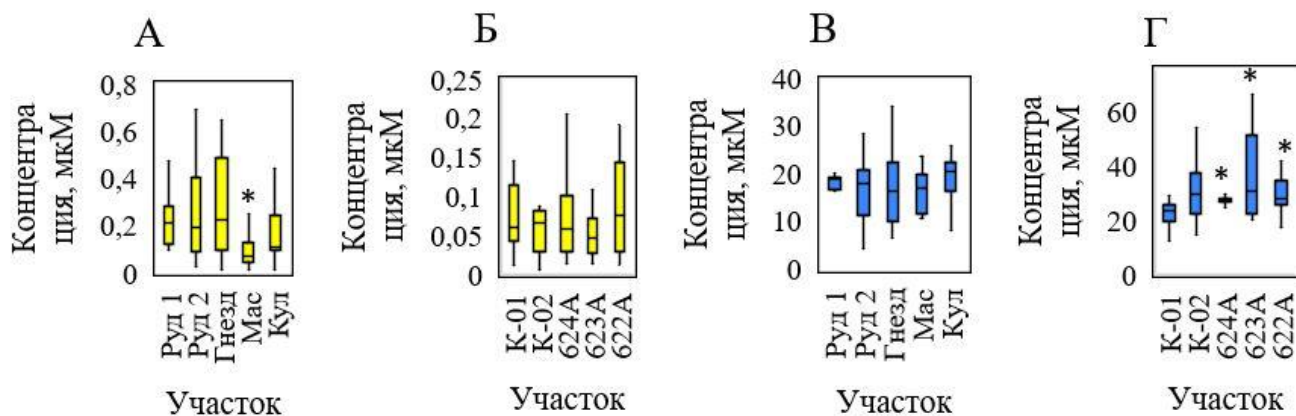 А
Концентра
ция, мкМ
0,8
0,6
0,4
0,2
0
*
Руд 1
Руд 2
Гнезд
Мас
Кул
Участок
Б
Концентра
ция, мкМ
0,25
0,2
0,15
0,1
0,05
0
К-01
К-02
624А
623А
622А
Участок
В
Концентра
ция, мкМ
40
30
20
10
0
Руд 1
Руд 2
Гнезд
Мас
Кул
Участок
Г
Концентра
ция, мкМ
60
40
20
0
*
*
*
К-01
К-02
624А
623А
622А
Участок